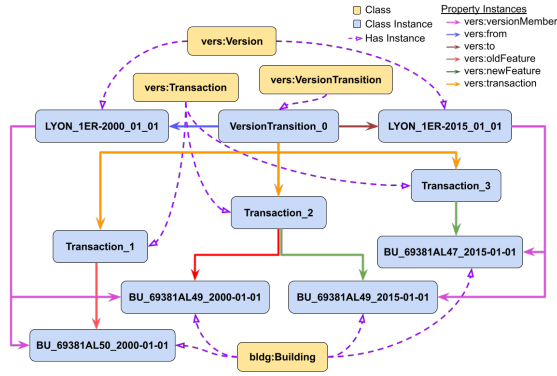 Class
Class Instance
Has Instance
Property Instances
vers:versionMember
vers:from
vers:to
vers:oldFeature
vers:newFeature
vers:transaction
vers:Version
vers:Transaction
vers:VersionTransition
LYON_1ER-2000_01_01
VersionTransition_0
LYON_1ER-2015_01_01
Transaction_3
Transaction_2
Transaction_1
BU_69381AL47_2015-01-01
BU_69381AL49_2000-01-01
BU_69381AL49_2015-01-01
BU_69381AL50_2000-01-01
bldg:Building